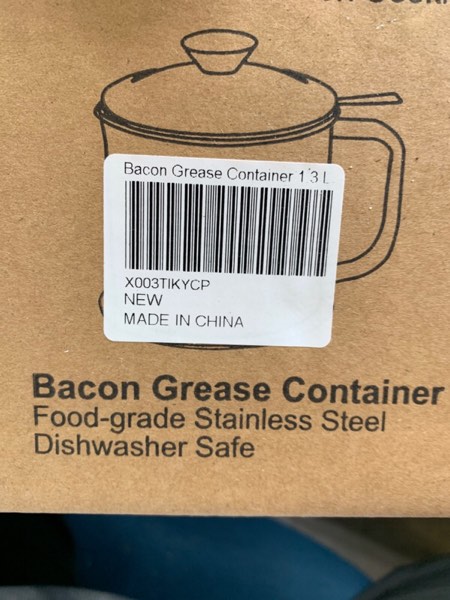 Bacon Grease Container 1 3 L
X003TIKYCP
NEW
MADE IN CHINA
Bacon Grease Container
Food-grade Stainless Steel
Dishwasher Safe